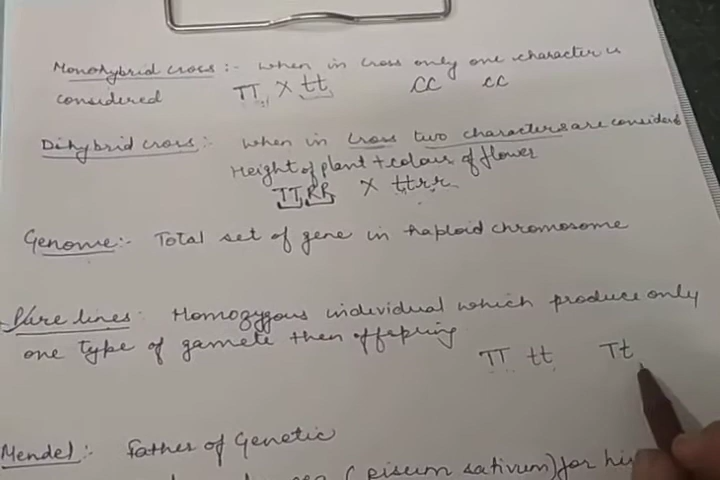 Monohybrid cross :- when in cross only one character is
considered TT X tt CC cc
Dihybrid cross :- when in cross two characters are consider
Height of plant + colour of flower
TTRR X ttrr
Genome :- Total set of gene in haploid chromosome
Pure lines : Homozygous individual which produce only
one type of gamete then offspring
TT tt Tt
Mendel :- father of Genetic
(pisum sativum) for his